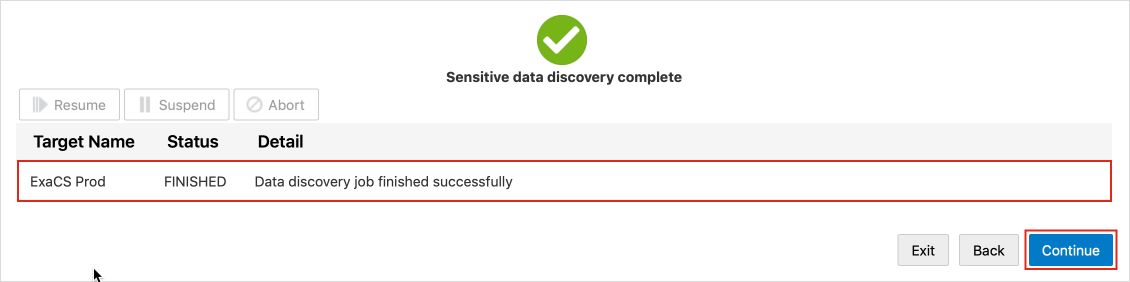 Sensitive data discovery complete
Resume Suspend Abort
Target Name Status Detail
ExaCS Prod FINISHED Data discovery job finished successfully
Exit Back Continue